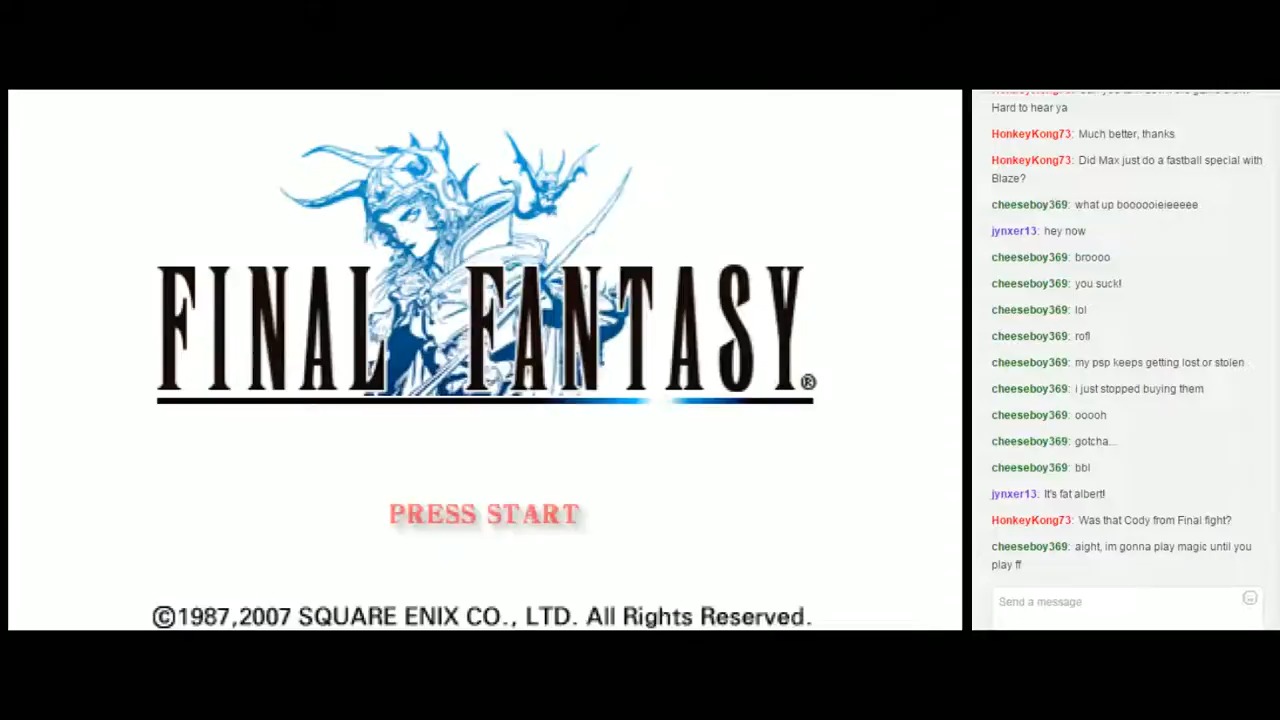 FINAL FANTASY®
PRESS START
©1987,2007 SQUARE ENIX CO., LTD. All Rights Reserved.
Hard to hear ya
HonkeyKong73: Much better, thanks
HonkeyKong73: Did Max just do a fastball special with
Blaze?
cheeseboy369: what up boooooieieeeee
jynxer13: hey now
cheeseboy369: broooo
cheeseboy369: you suck!
cheeseboy369: lol
cheeseboy369: rofl
cheeseboy369: my psp keeps getting lost or stolen
cheeseboy369: i just stopped buying them
cheeseboy369: ooooh
cheeseboy369: gotcha...
cheeseboy369: bbl
jynxer13: It's fat albert!
HonkeyKong73: Was that Cody from Final fight?
cheeseboy369: aight, im gonna play magic until you
play ff
Send a message